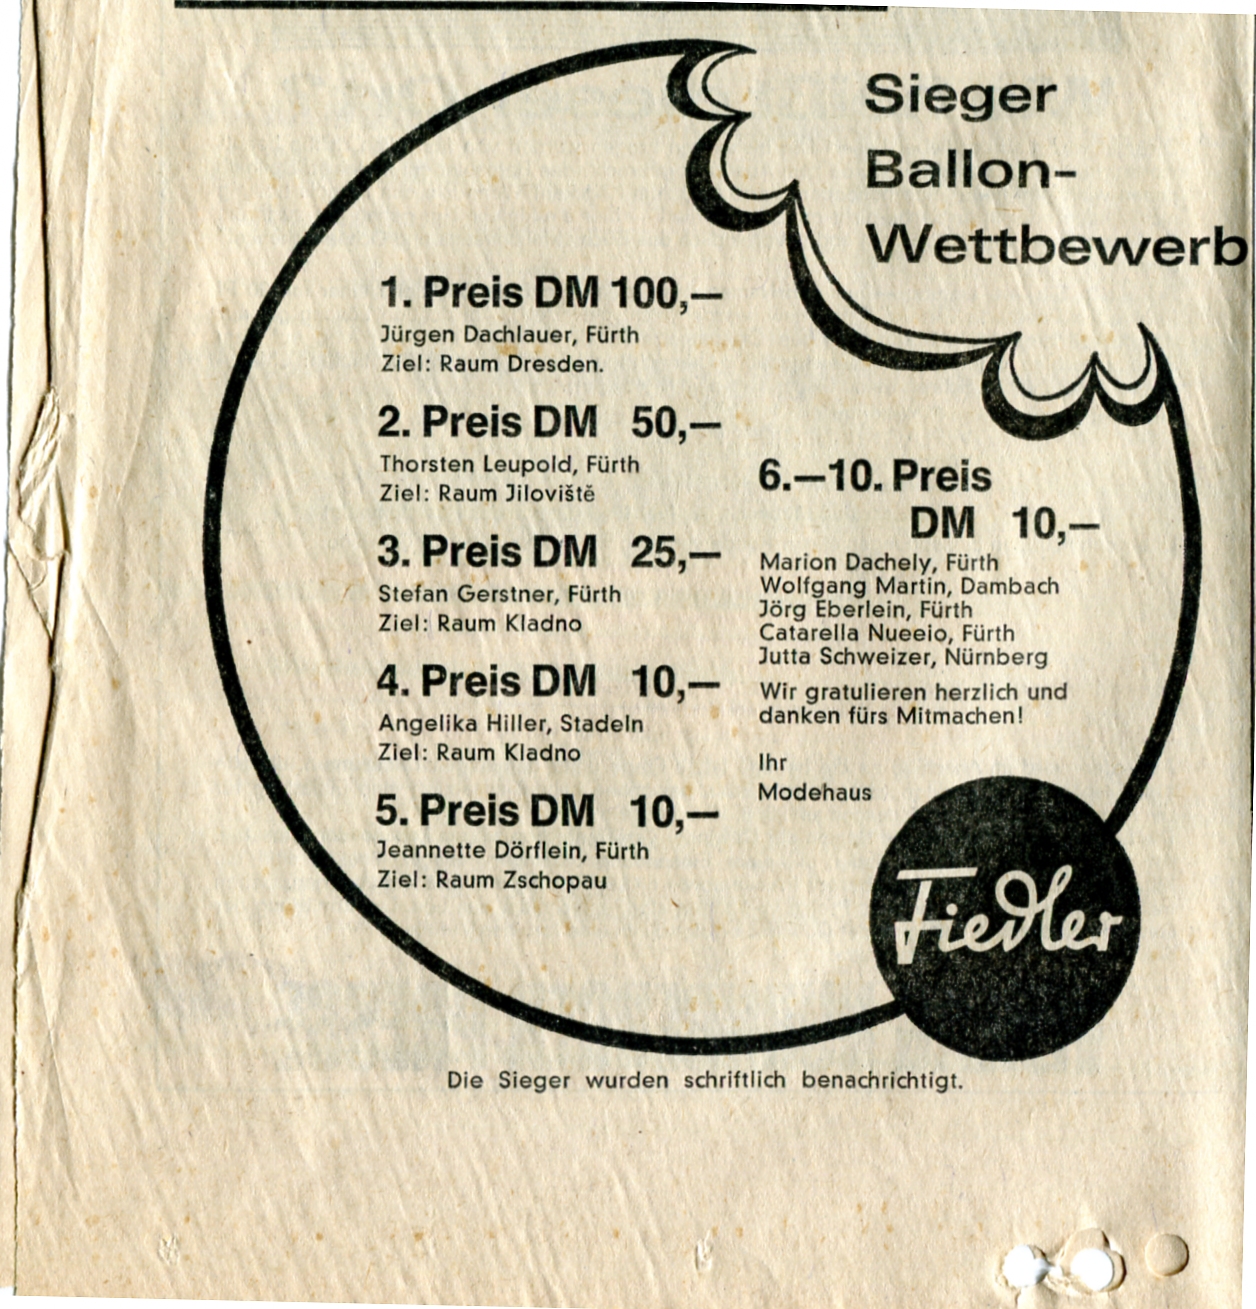 Sieger
Ballon-
Wettbewerb
1. Preis DM 100,—
Jürgen Dachlauer, Fürth
Ziel: Raum Dresden.
2. Preis DM 50,—
Thorsten Leupold, Fürth
Ziel: Raum Jiloviště
3. Preis DM 25,—
Stefan Gerstner, Fürth
Ziel: Raum Kladno
4. Preis DM 10,—
Angelika Hiller, Stadeln
Ziel: Raum Kladno
5. Preis DM 10,—
Jeannette Dörflein, Fürth
Ziel: Raum Zschopau
6.—10. Preis
DM 10,—
Marion Dachely, Fürth
Wolfgang Martin, Dambach
Jörg Eberlein, Fürth
Catarella Nueeio, Fürth
Jutta Schweizer, Nürnberg
Wir gratulieren herzlich und
danken fürs Mitmachen!
Ihr
Modehaus
Fiedler
Die Sieger wurden schriftlich benachrichtigt.